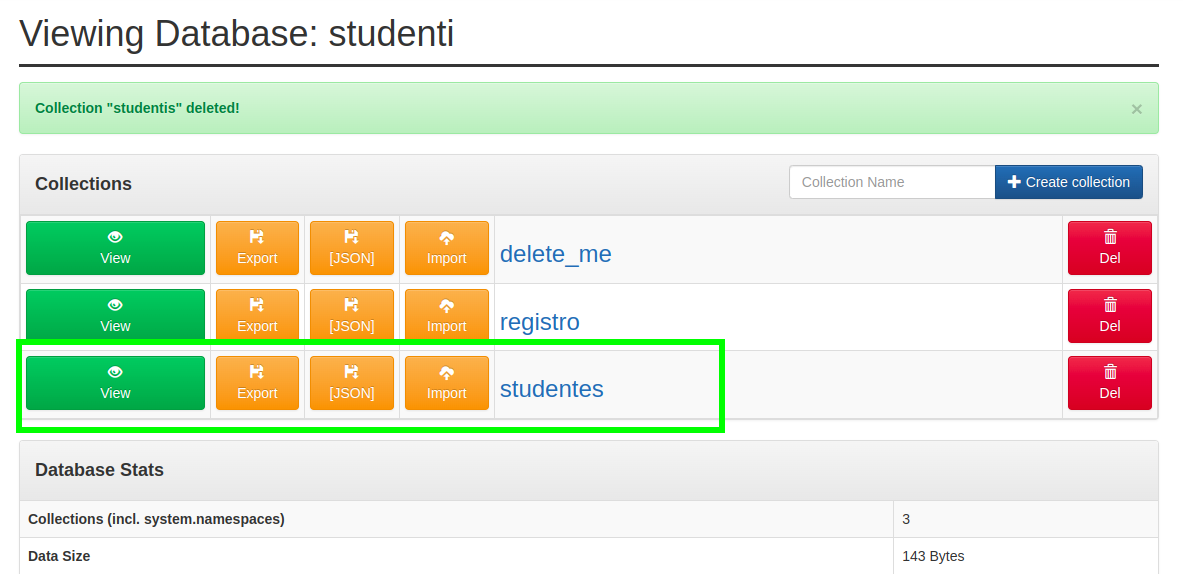 Viewing Database: studenti
Collection "studentis" deleted!
×
Collections
Collection Name
Create collection
View Export [JSON] Import delete_me Del
View Export [JSON] Import registro Del
View Export [JSON] Import studentes Del
Database Stats
Collections (incl. system.namespaces) 3
Data Size 143 Bytes